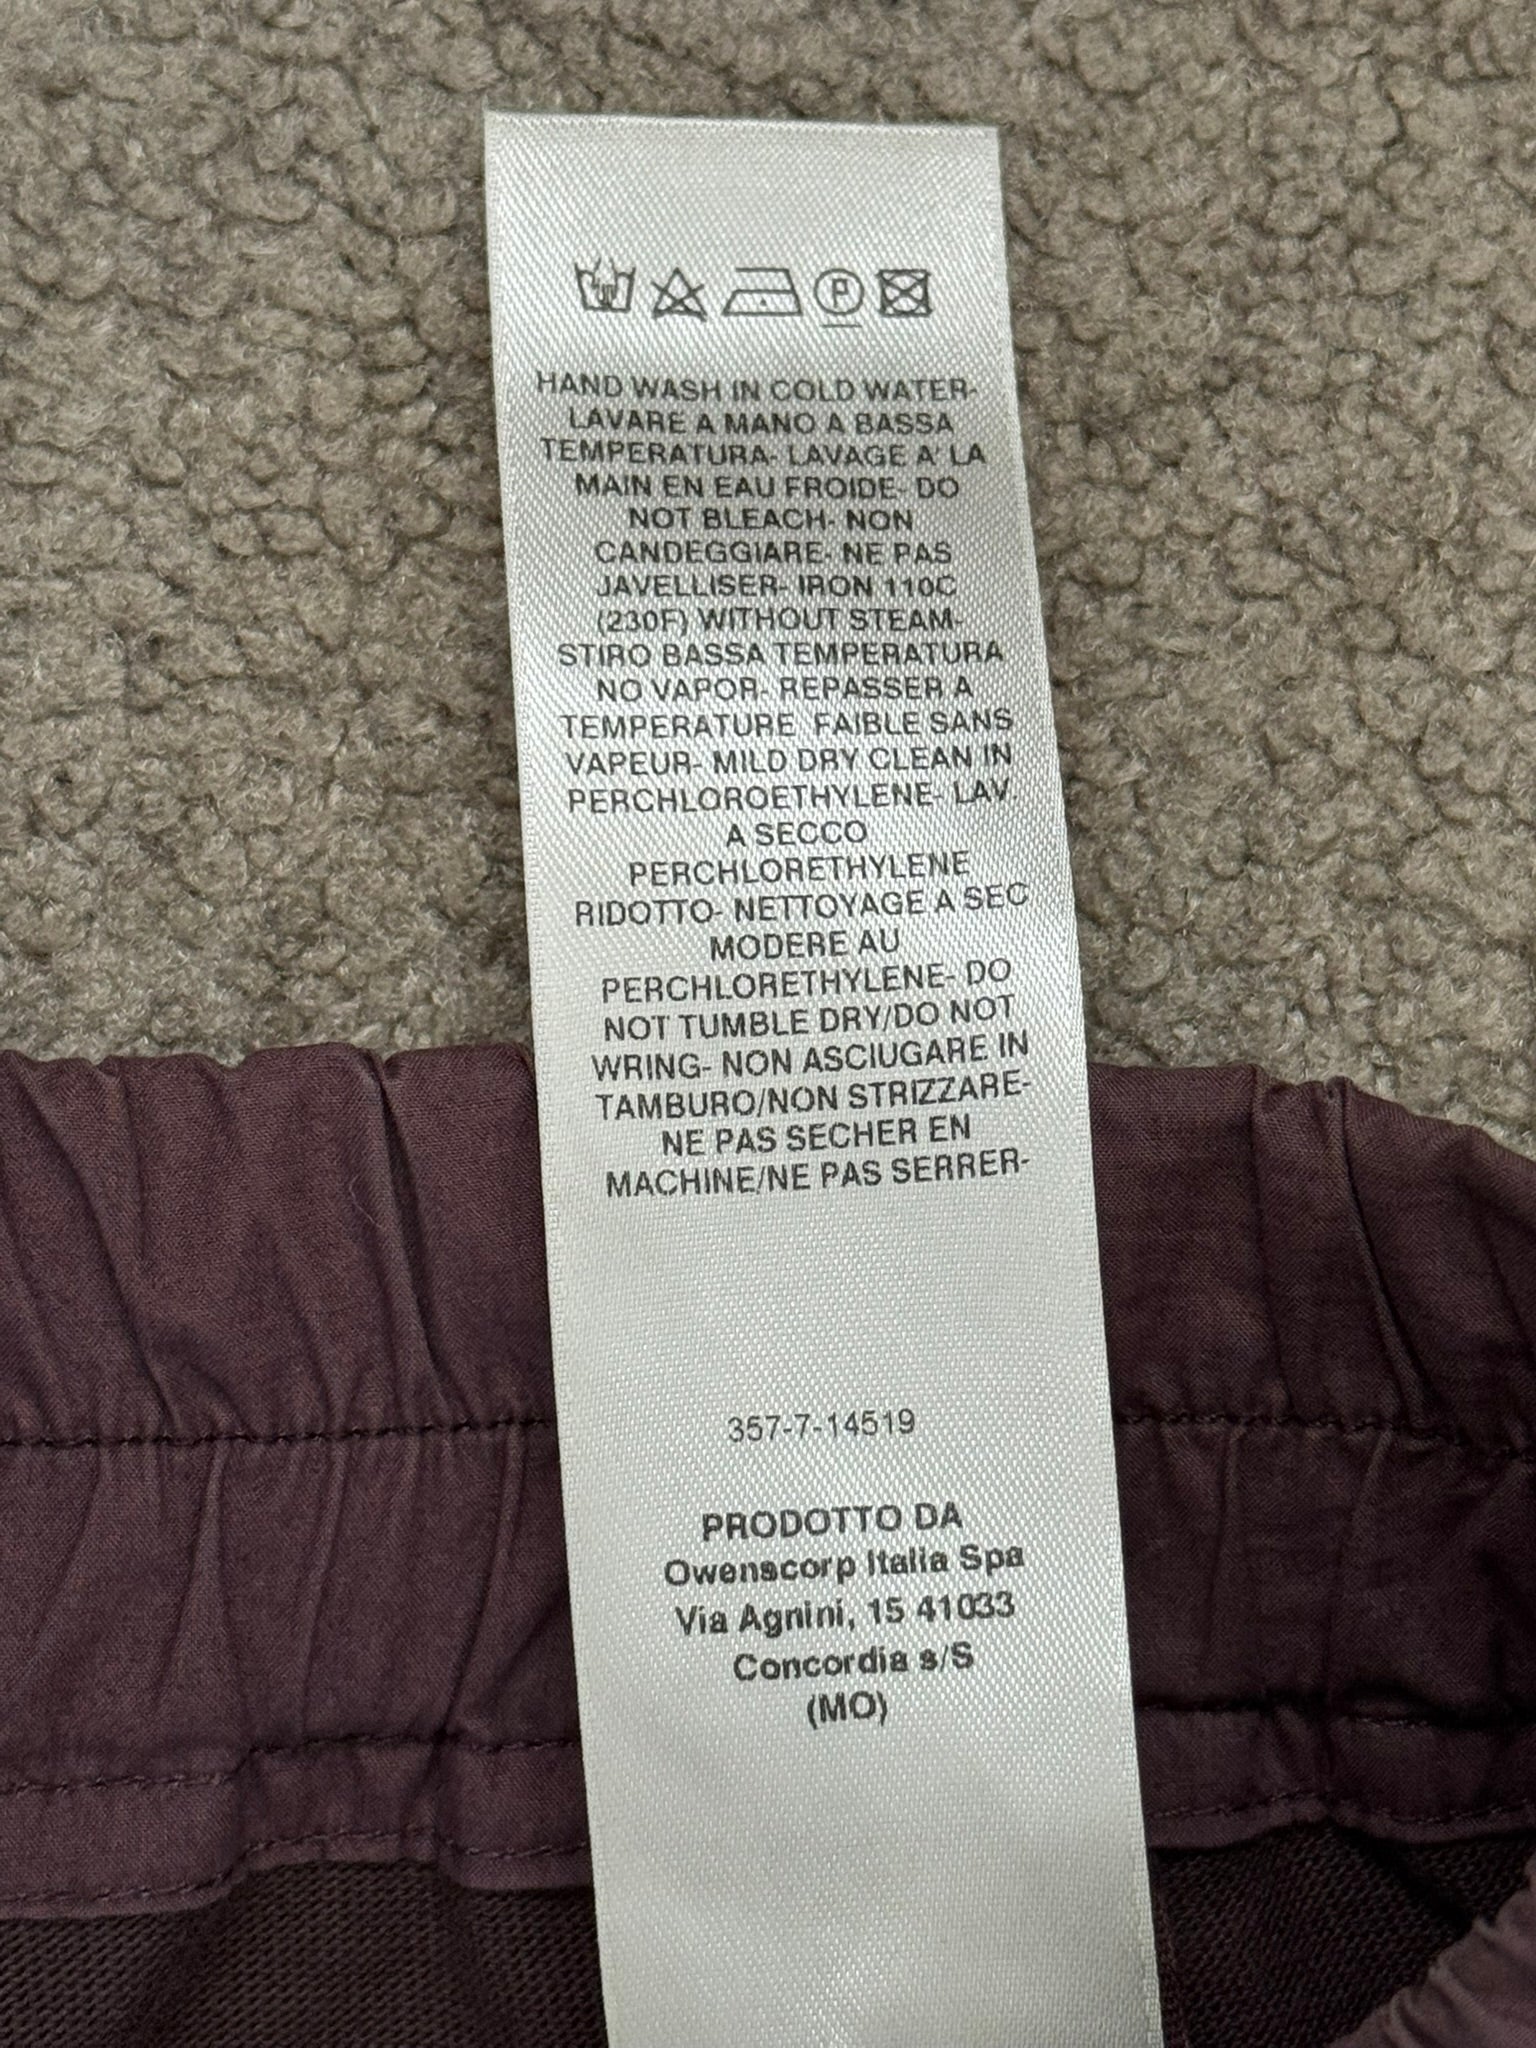 P
HAND WASH IN COLD WATER-
LAVARE A MANO A BASSA
TEMPERATURA- LAVAGE A' LA
MAIN EN EAU FROIDE- DO
NOT BLEACH- NON
CANDEGGIARE- NE PAS
JAVELLISER- IRON 110C
(230F) WITHOUT STEAM-
STIRO BASSA TEMPERATURA
NO VAPOR- REPASSER A
TEMPERATURE FAIBLE SANS
VAPEUR- MILD DRY CLEAN IN
PERCHLOROETHYLENE- LAV.
A SECCO
PERCHLORETHYLENE
RIDOTTO- NETTOYAGE A SEC
MODERE AU
PERCHLORETHYLENE- DO
NOT TUMBLE DRY/DO NOT
WRING- NON ASCIUGARE IN
TAMBURO/NON STRIZZARE-
NE PAS SECHER EN
MACHINE/NE PAS SERRER-
357-7-14519
PRODOTTO DA
Owenscorp Italia Spa
Via Agnini, 15 41033
Concordia s/S
(MO)